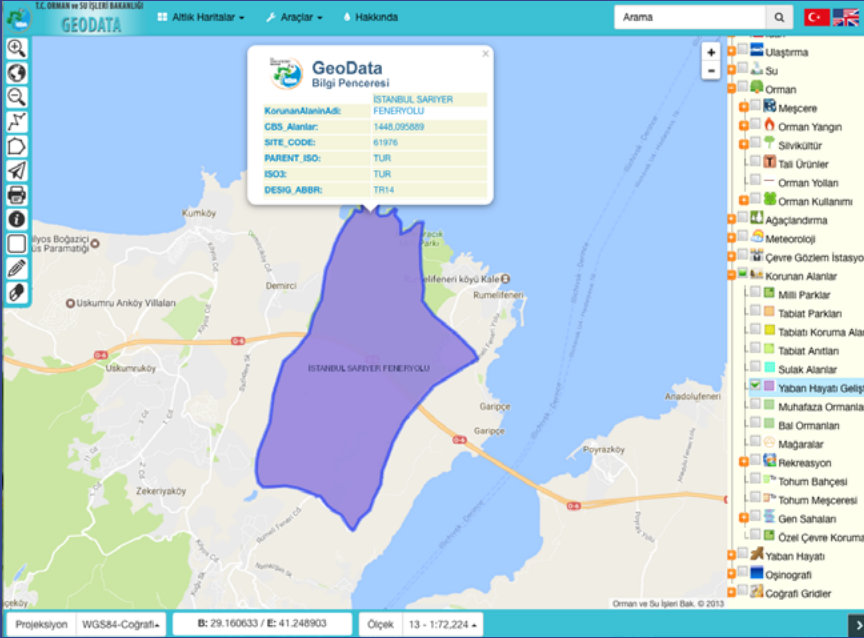 T.C. ORMAN ve SU İŞLERİ BAKANLIĞI
GEODATA
Altlık Haritalar
Araçlar
Hakkında
Arama
GeoData
Bilgi Penceresi
KorunanAlaninAdi: İSTANBUL SARIYER FENERYOLU
CBS_Alanlar: 1448,095889
SITE_CODE: 61976
PARENT_ISO: TUR
ISO3: TUR
DESIG_ABBR: TR14
Kumköy
Demirci
Uskumru Arıköy Villaları
Uskumruköy
Zekeriyaköy
İSTANBUL SARIYER FENERYOLU
Rumelifeneri
Garipçe
Garipçe
Poyrazköy
Anadolufeneri
O-6
O-6
O-6
O-6
Ulaştırma
Su
Orman
Meşcere
Orman Yangın
Silvikültür
Tali Ürünler
Orman Yolları
Orman Kullanımı
Ağaçlandırma
Meteoroloji
Çevre Gözlem İstasyo
Korunan Alanlar
Milli Parklar
Tabiat Parkları
Tabiatı Koruma Alan
Tabiat Anıtları
Sulak Alanlar
Yaban Hayatı Gelişt
Muhafaza Ormanla
Bal Ormanları
Mağaralar
Rekreasyon
Tohum Bahçesi
Tohum Meşceresi
Gen Sahaları
Özel Çevre Koruma
Yaban Hayatı
Oşinografi
Coğrafi Gridler
Orman ve Su İşleri Bak. © 2013
Projeksiyon
WGS84-Coğrafi
B: 29.160633 / E: 41.248903
Ölçek
13 - 1:72,224